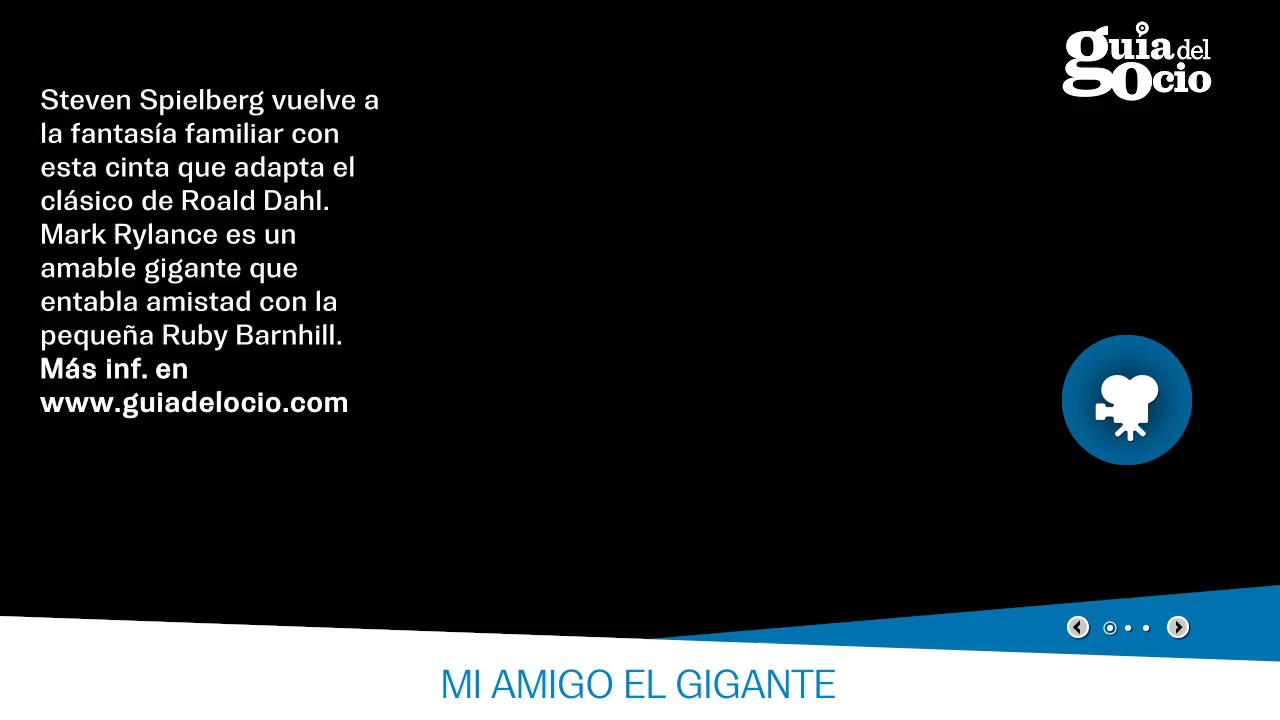 guía del
ocio
Steven Spielberg vuelve a
la fantasía familiar con
esta cinta que adapta el
clásico de Roald Dahl.
Mark Rylance es un
amable gigante que
entabla amistad con la
pequeña Ruby Barnhill.
Más inf. en
www.guiadelocio.com
MI AMIGO EL GIGANTE